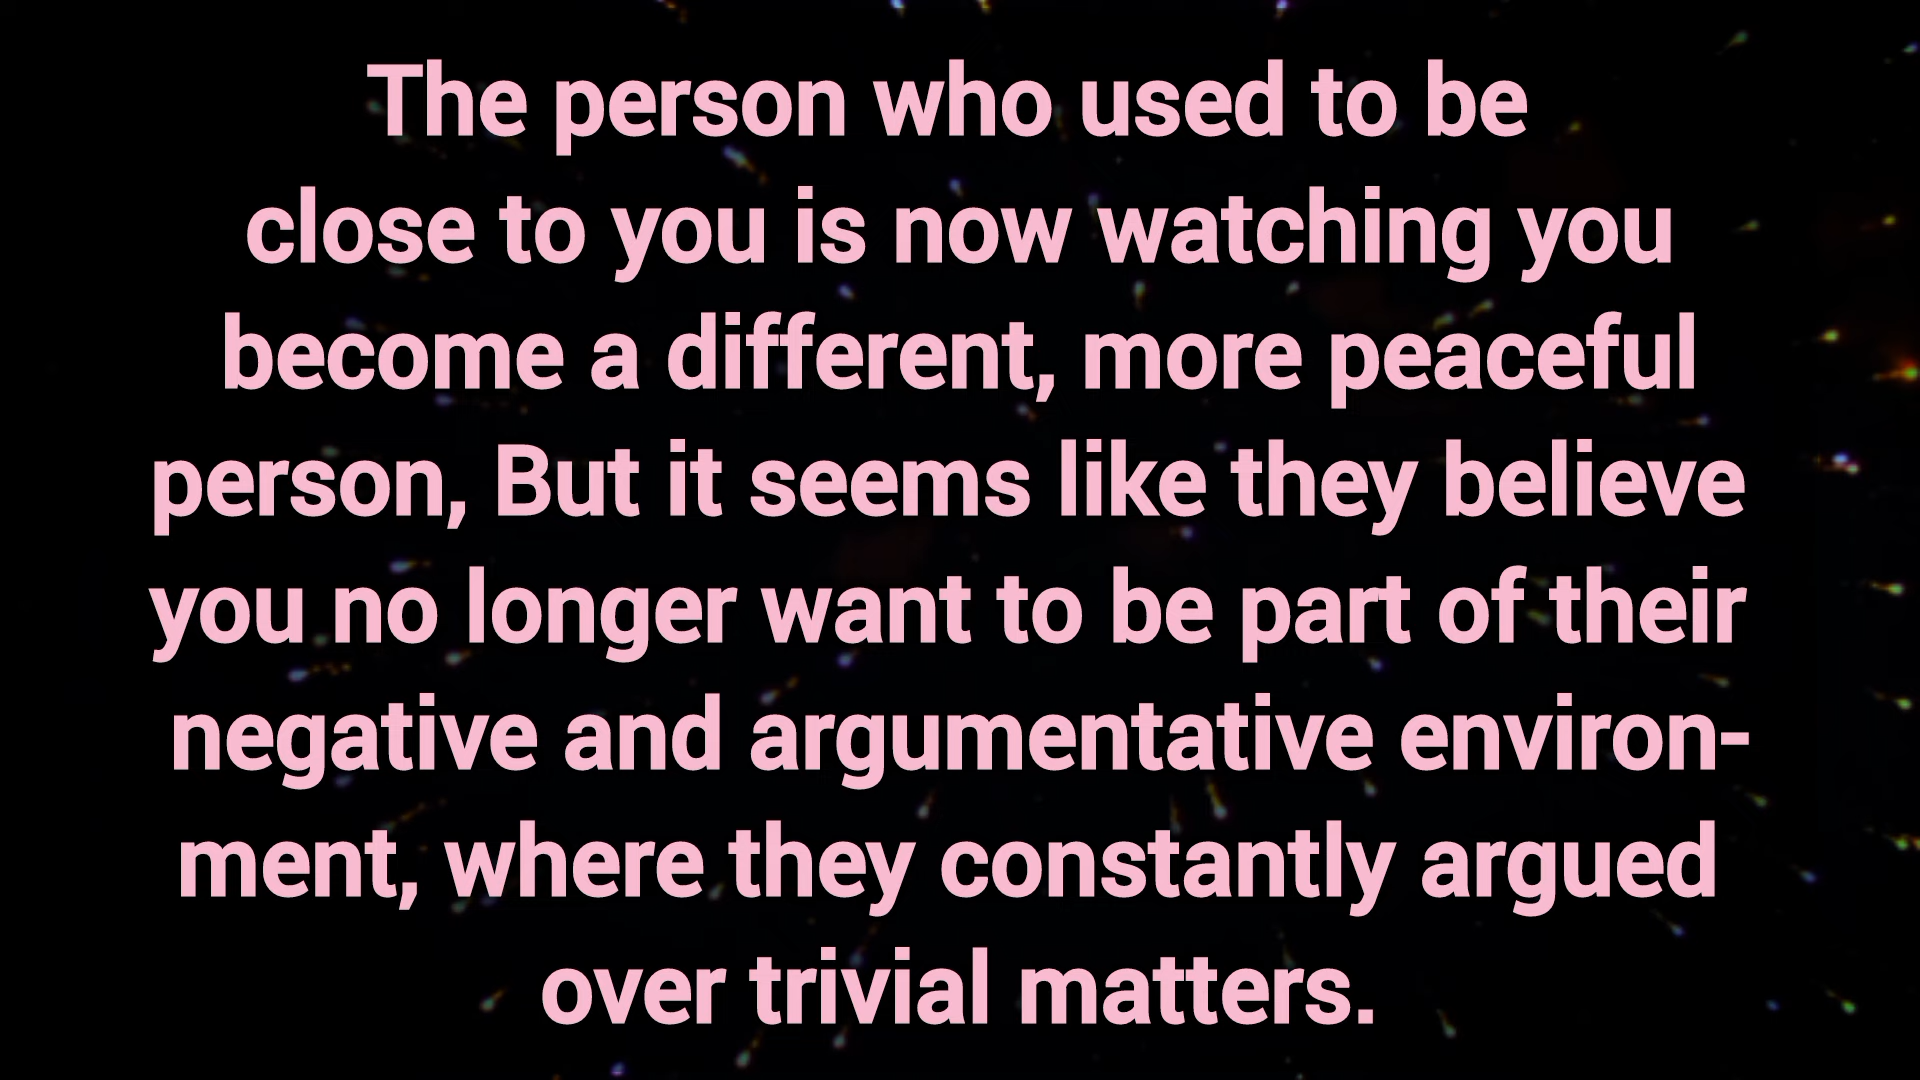 The person who used to be
close to you is now watching you
become a different, more peaceful
person, But it seems like they believe
you no longer want to be part of their
negative and argumentative environ-
ment, where they constantly argued
over trivial matters.